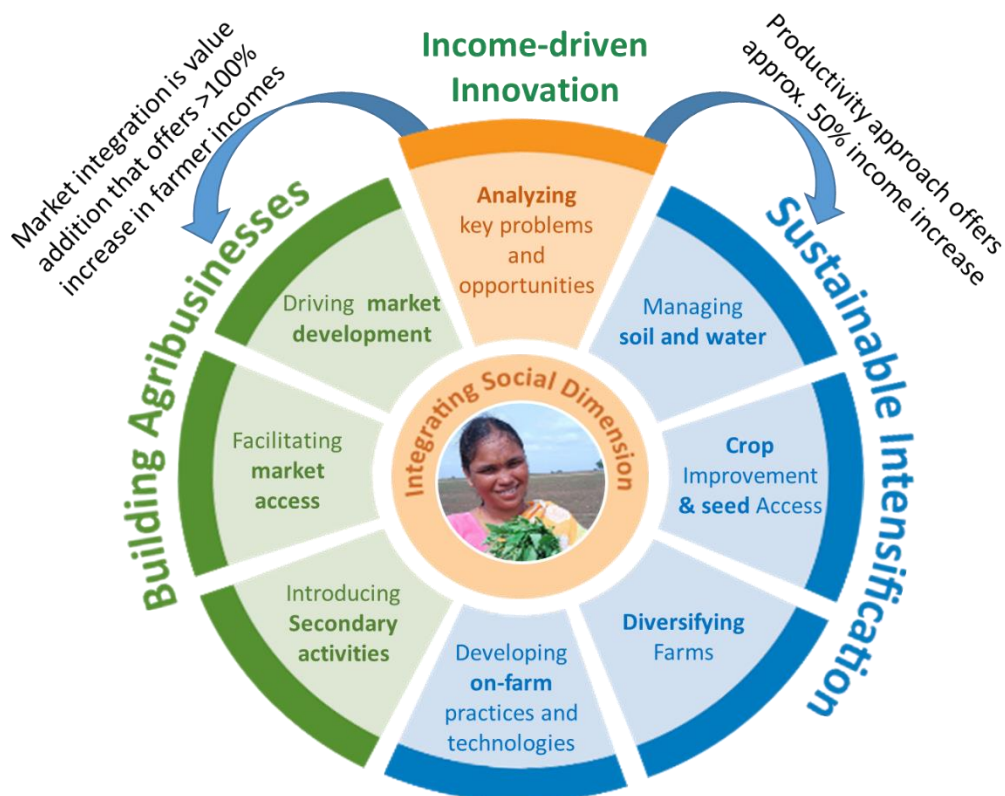 Income-driven
Innovation
Market integration is value
addition that offers >100%
increase in farmer incomes
Productivity approach offers
approx. 50% income increase
Building Agribusinesses
Sustainable Intensification
Analyzing
key problems
and
opportunities
Managing
soil and water
Crop
Improvement
& seed Access
Diversifying
Farms
Developing
on-farm
practices and
technologies
Introducing
Secondary
activities
Facilitating
market
access
Driving market
development
Integrating Social Dimension